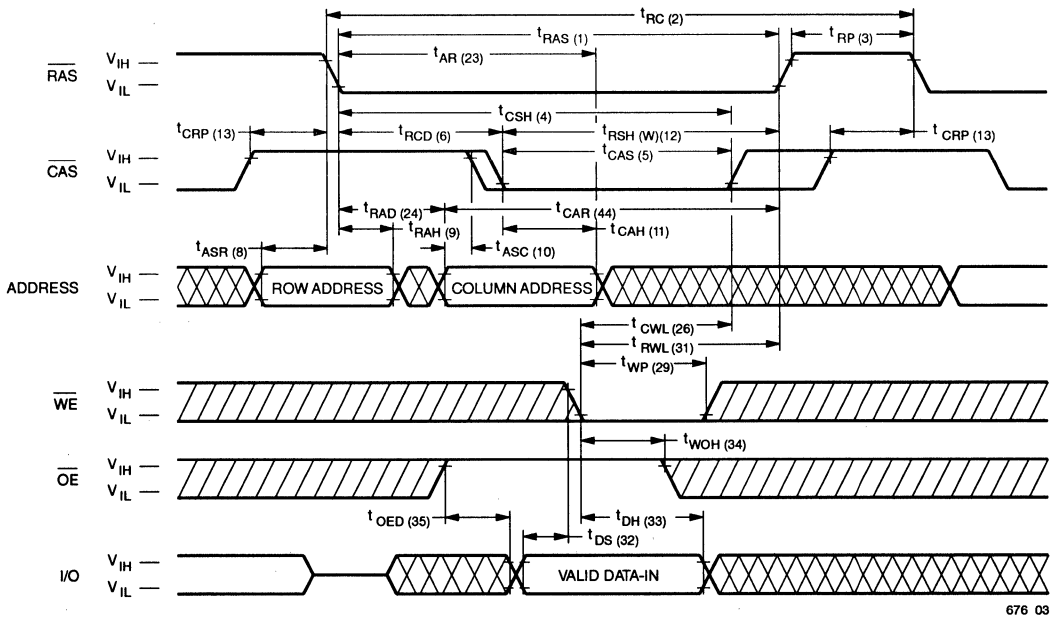 tRC (2)
tRAS (1)
tRP (3)
tAR (23)
RAS
VIH
VIL
tCSH (4)
tCRP (13)
tRCD (6)
tRSH (W)(12)
tCRP (13)
CAS
VIH
VIL
tCAS (5)
tRAD (24)
tCAR (44)
tRAH (9)
tCAH (11)
tASR (8)
tASC (10)
ADDRESS
VIH
VIL
ROW ADDRESS
COLUMN ADDRESS
tCWL (26)
tRWL (31)
tWP (29)
WE
VIH
VIL
tWOH (34)
OE
VIH
VIL
tOED (35)
tDH (33)
tDS (32)
I/O
VIH
VIL
VALID DATA-IN
676 03